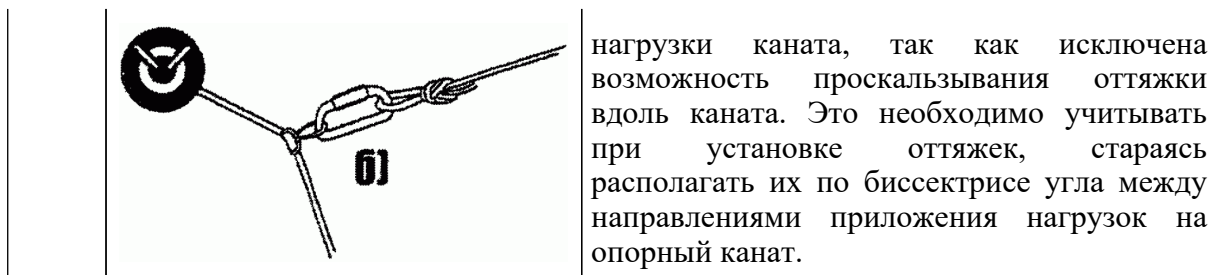 нагрузки каната, так как исключена
возможность проскальзывания оттяжки
вдоль каната. Это необходимо учитывать
при установке оттяжек, стараясь
располагать их по биссектрисе угла между
направлениями приложения нагрузок на
опорный канат.
б)